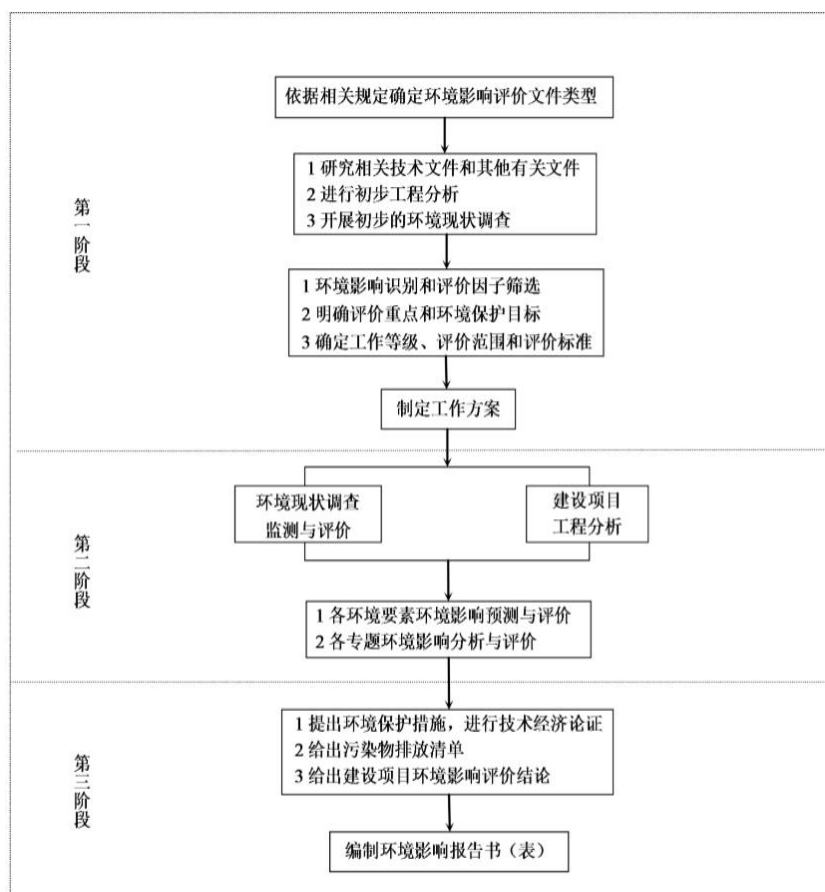 依据相关规定确定环境影响评价文件类型
第一阶段
1 研究相关技术文件和其他有关文件
2 进行初步工程分析
3 开展初步的环境现状调查
1 环境影响识别和评价因子筛选
2 明确评价重点和环境保护目标
3 确定工作等级、评价范围和评价标准
制定工作方案
第二阶段
环境现状调查
监测与评价
建设项目
工程分析
1 各环境要素环境影响预测与评价
2 各专题环境影响分析与评价
第三阶段
1 提出环境保护措施，进行技术经济论证
2 给出污染物排放清单
3 给出建设项目环境影响评价结论
编制环境影响报告书（表）